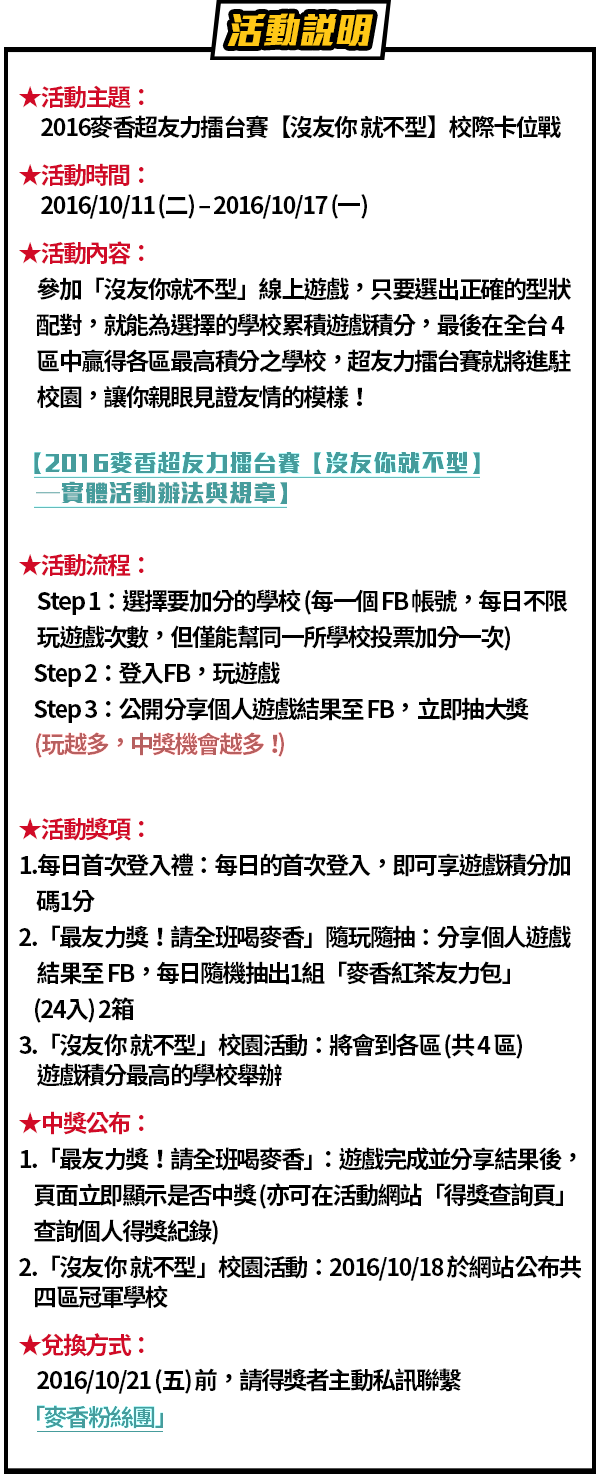 活動説明
★活動主題：
2016麥香超友力擂台賽【沒友你 就不型】校際卡位戰
★活動時間：
2016/10/11 (二) – 2016/10/17 (一)
★活動內容：
參加「沒友你就不型」線上遊戲，只要選出正確的型狀
配對，就能為選擇的學校累積遊戲積分，最後在全台 4
區中贏得各區最高積分之學校，超友力擂台賽就將進駐
校園，讓你親眼見證友情的模樣！
【2016麥香超友力擂台賽【沒友你就不型】
—實體活動辦法與規章】
★活動流程：
Step 1：選擇要加分的學校 (每一個 FB 帳號，每日不限
玩遊戲次數，但僅能幫同一所學校投票加分一次)
Step 2：登入FB，玩遊戲
Step 3：公開分享個人遊戲結果至 FB， 立即抽大獎
(玩越多，中獎機會越多！)
★活動獎項：
1.每日首次登入禮：每日的首次登入，即可享遊戲積分加
碼1分
2.「最友力獎！請全班喝麥香」隨玩隨抽：分享個人遊戲
結果至 FB，每日隨機抽出1組「麥香紅茶友力包」
(24入) 2箱
3.「沒友你 就不型」校園活動：將會到各區 (共 4 區)
遊戲積分最高的學校舉辦
★中獎公布：
1.「最友力獎！請全班喝麥香」：遊戲完成並分享結果後，
頁面立即顯示是否中獎 (亦可在活動網站「得獎查詢頁」
查詢個人得獎紀錄)
2.「沒友你 就不型」校園活動：2016/10/18 於網站公布共
四區冠軍學校
★兌換方式：
2016/10/21 (五) 前，請得獎者主動私訊聯繫
「麥香粉絲團」